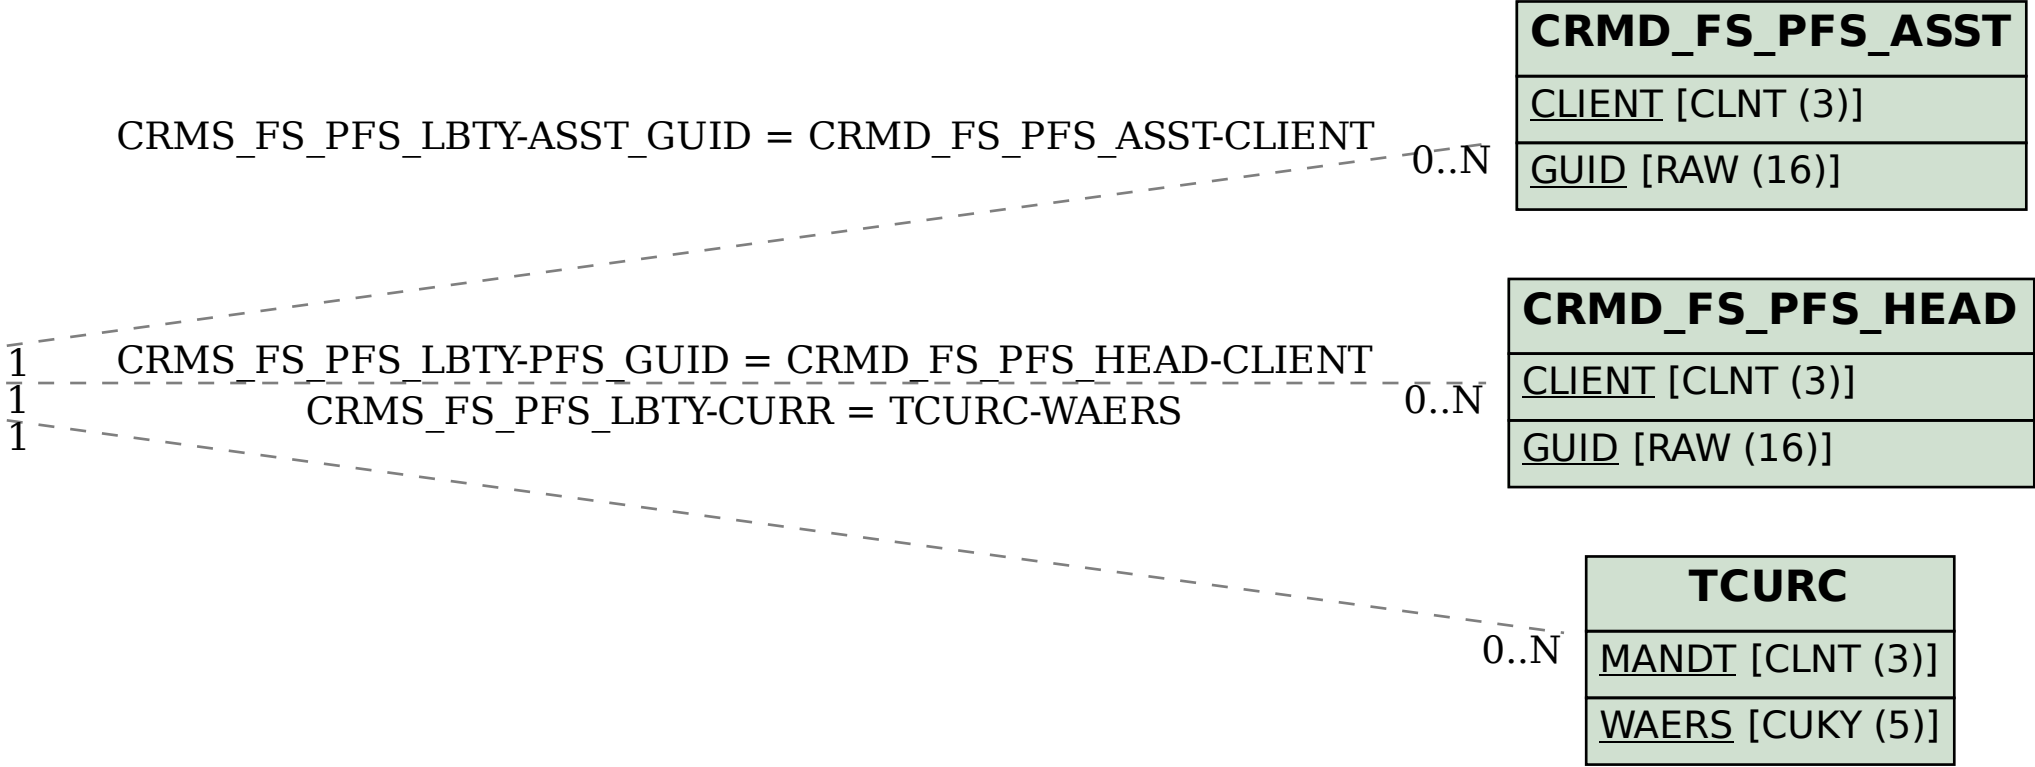 CRMD_FS_PFS_ASST
CLIENT [CLNT (3)]
GUID [RAW (16)]
CRMS_FS_PFS_LBTY-ASST_GUID = CRMD_FS_PFS_ASST-CLIENT
0..N
1
CRMS_FS_PFS_LBTY-PFS_GUID = CRMD_FS_PFS_HEAD-CLIENT
0..N
1
CRMD_FS_PFS_HEAD
CLIENT [CLNT (3)]
GUID [RAW (16)]
CRMS_FS_PFS_LBTY-CURR = TCURC-WAERS
1
0..N
TCURC
MANDT [CLNT (3)]
WAERS [CUKY (5)]